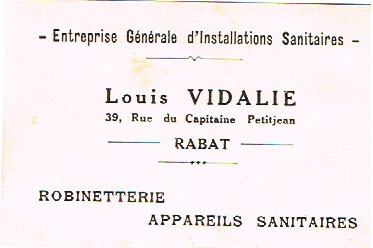 - Entreprise Générale d'Installations Sanitaires -
Louis VIDALIE
39, Rue du Capitaine Petitjean
RABAT
ROBINETTERIE
APPAREILS SANITAIRES